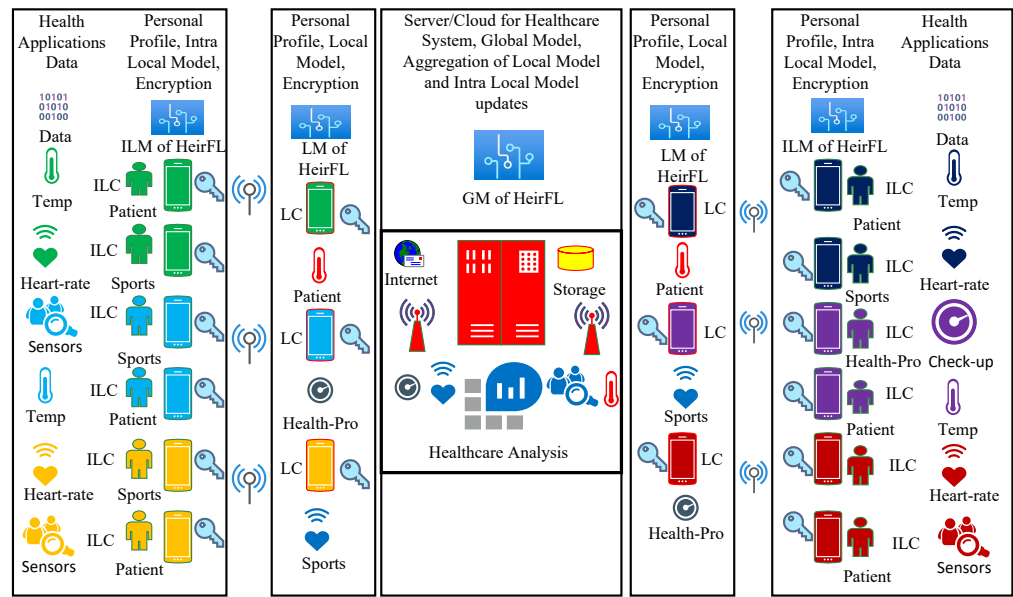 Health
Applications
Data
10101
01010
00100
Data
Temp
Heart-rate
Sensors
Temp
Heart-rate
Sensors
Personal
Profile, Intra
Local Model,
Encryption
ILM of HeirFL
ILC
Patient
ILC
Sports
ILC
Sports
ILC
Patient
ILC
Sports
ILC
Patient
Personal
Profile, Local
Model,
Encryption
LM of
HeirFL
LC
Patient
LC
Health-Pro
LC
Sports
Server/Cloud for Healthcare
System, Global Model,
Aggregation of Local Model
and Intra Local Model
updates
GM of HeirFL
Internet
Storage
Healthcare Analysis
Personal
Profile, Local
Model,
Encryption
LM of
HeirFL
LC
Patient
LC
Sports
LC
Health-Pro
Personal
Profile, Intra
Local Model,
Encryption
ILM of HeirFL
ILC
Patient
ILC
Sports
ILC
Health-Pro
ILC
Patient
ILC
ILC
Patient
Health
Applications
Data
10101
01010
00100
Data
Temp
Heart-rate
Check-up
Temp
Heart-rate
Sensors